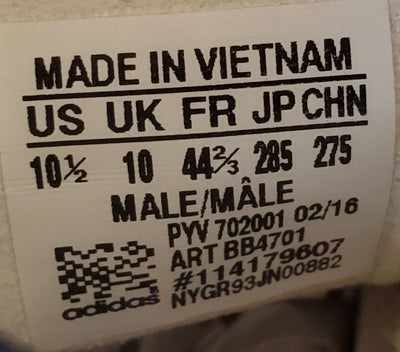 MADE IN VIETNAM
US UK FR JP CHN
10½ 10 44⅔ 285 275
MALE/MÂLE
PYV 702001 02/16
ART BB4701
#114179607
NYGR93JN00882
adidas